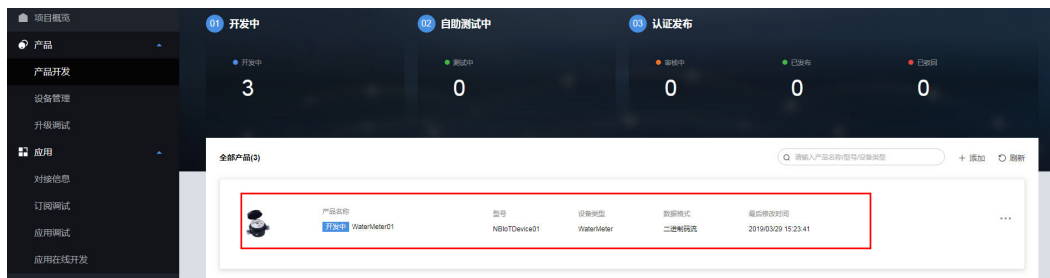 项目概览
产品
产品开发
设备管理
升级调试
应用
对接信息
订阅调试
应用调试
应用在线开发
01 开发中
02 自助测试中
03 认证发布
开发中
3
测试中
0
审核中
0
已发布
0
已驳回
0
全部产品(3)
请输入产品名称/型号/设备类型
+ 添加
刷新
产品名称
型号
设备类型
数据格式
最后修改时间
开发中 WaterMeter01
NBIoTDevice01
WaterMeter
二进制码流
2019/03/29 15:23:41